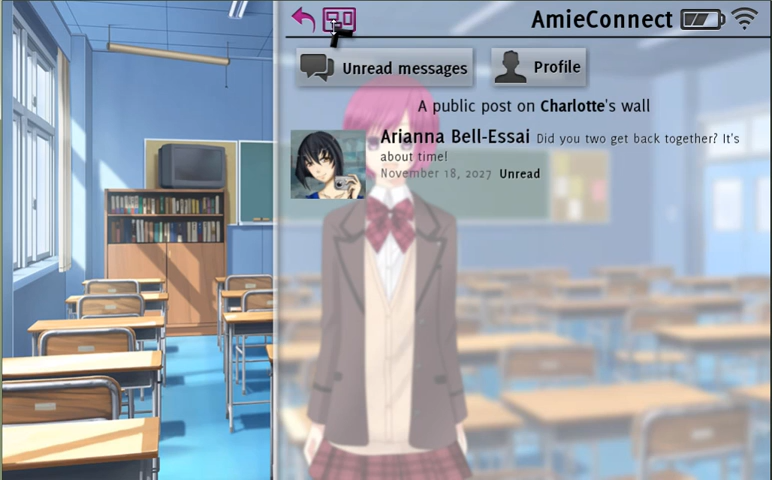 AmieConnect
Unread messages
Profile
A public post on Charlotte's wall
Arianna Bell-Essai Did you two get back together? It's
about time!
November 18, 2027 Unread